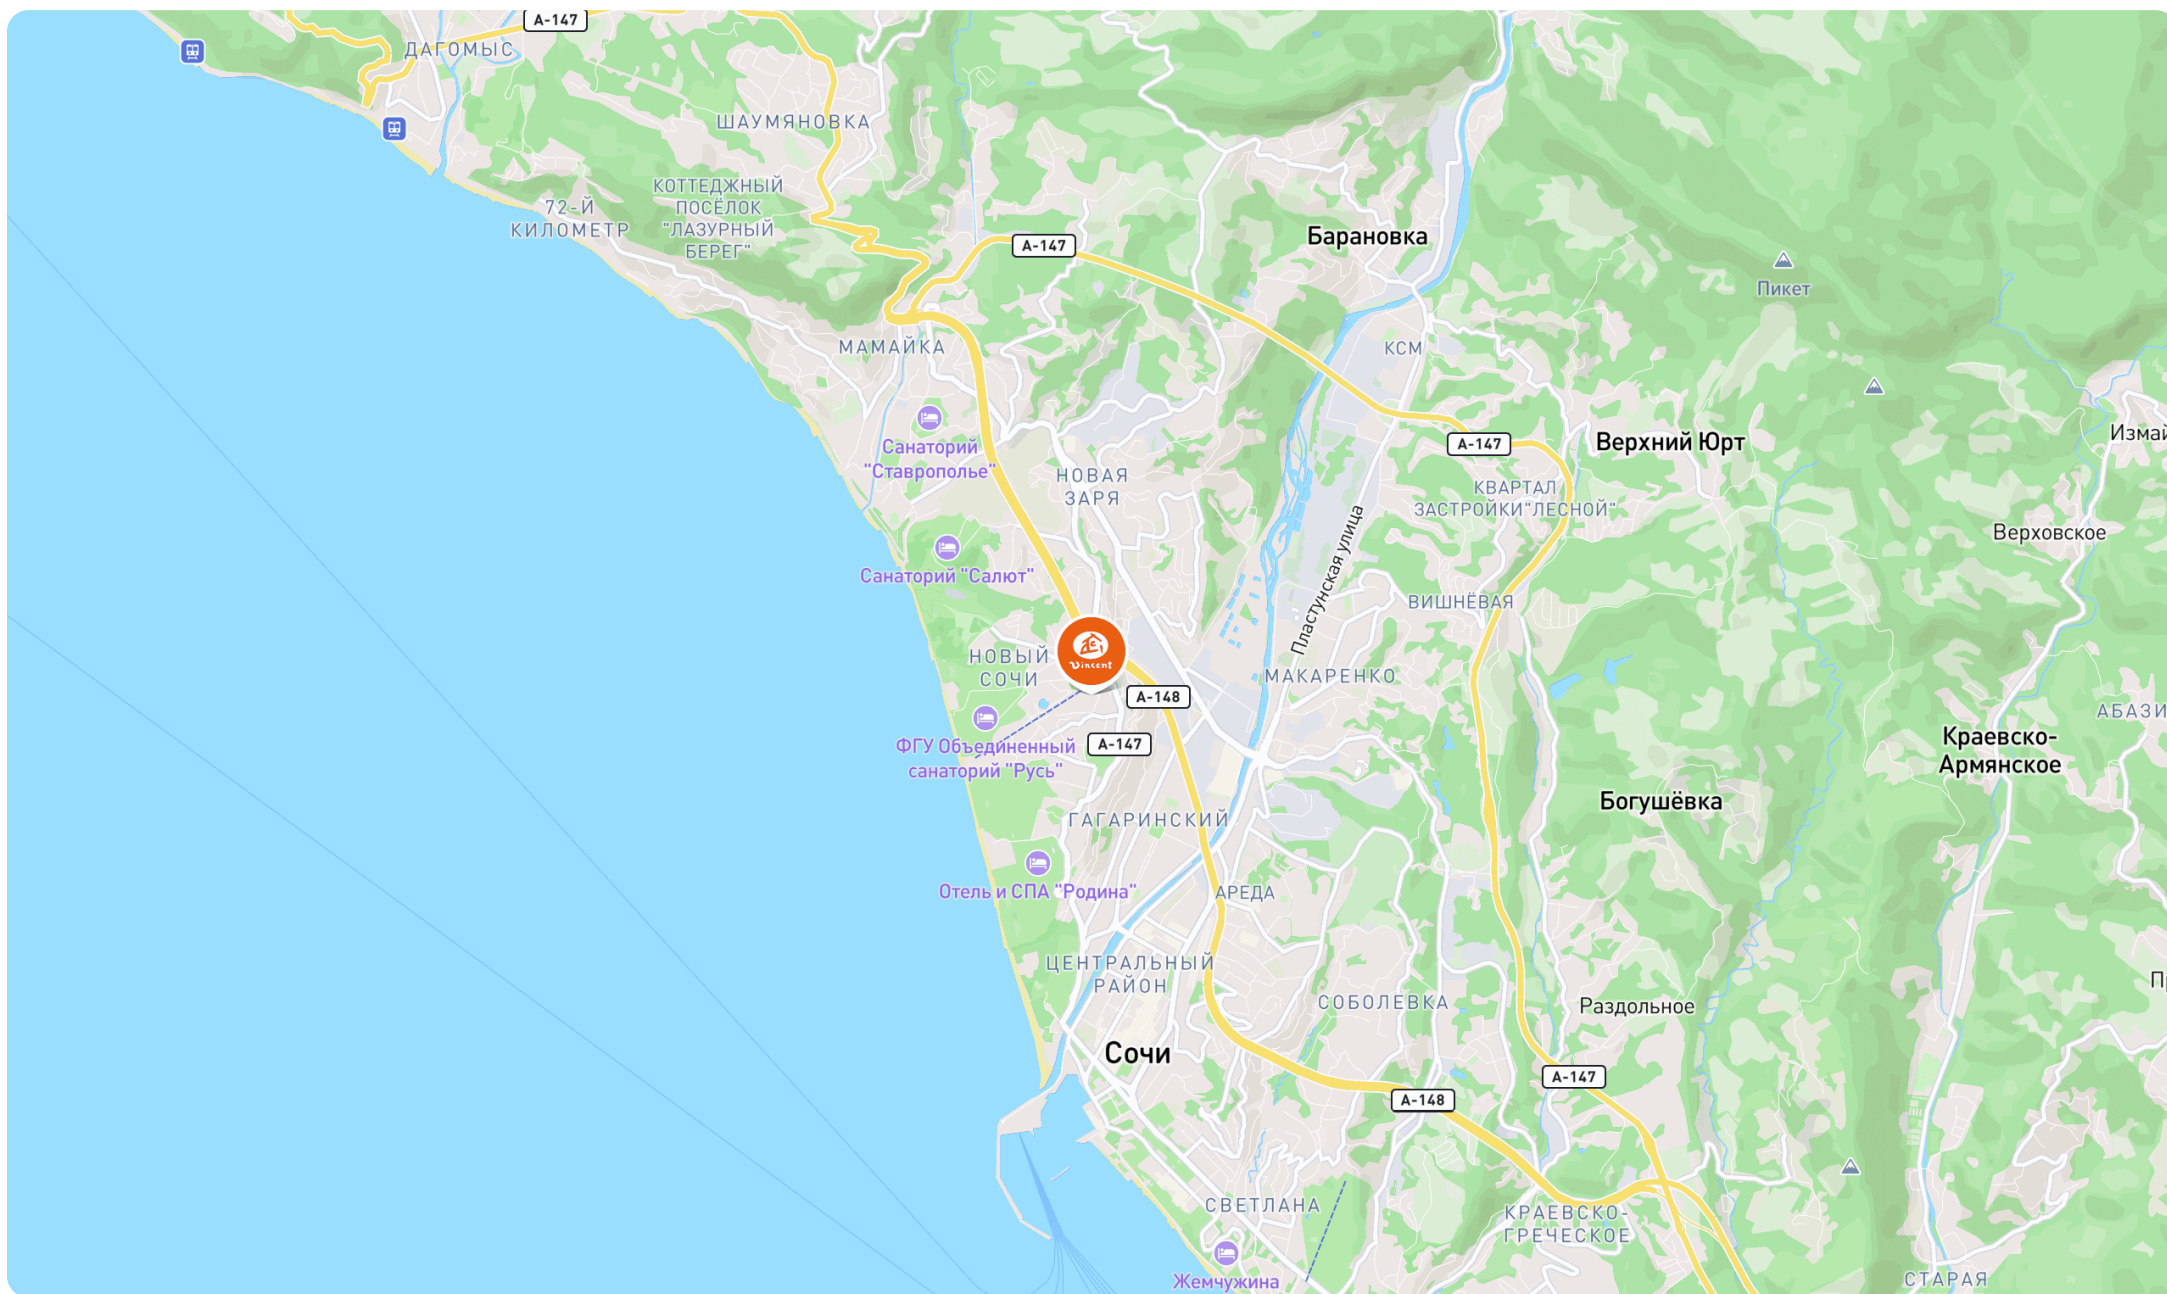 А-147
ДАГОМЫС
ШАУМЯНОВКА
КОТТЕДЖНЫЙ
ПОСЁЛОК
"ЛАЗУРНЫЙ
БЕРЕГ"
72-Й
КИЛОМЕТР
А-147
Барановка
Пикет
МАМАЙКА
КСМ
Санаторий
"Ставрополье"
НОВАЯ
ЗАРЯ
А-147
Верхний Юрт
КВАРТАЛ
ЗАСТРОЙКИ"ЛЕСНОЙ"
Верховское
Санаторий "Салют"
Пластунская улица
ВИШНЁВАЯ
Vincent
НОВЫЙ
СОЧИ
А-148
МАКАРЕНКО
ФГУ Объединенный
санаторий "Русь"
А-147
Краевско-
Армянское
Богушёвка
ГАГАРИНСКИЙ
Отель и СПА "Родина"
АРЕДА
ЦЕНТРАЛЬНЫЙ
РАЙОН
СОБОЛЕВКА
Раздольное
Сочи
А-147
А-148
СВЕТЛАНА
КРАЕВСКО-
ГРЕЧЕСКОЕ
Жемчужина
СТАРАЯ